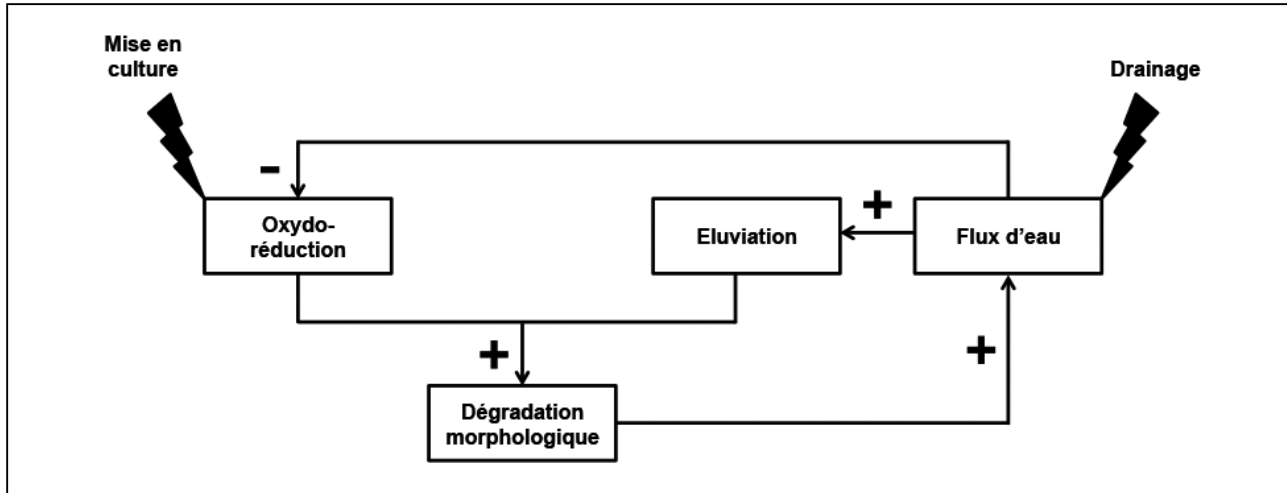 Mise en
culture
Drainage
-
+
Oxydo-
réduction
Eluviation
Flux d'eau
+
+
Dégradation
morphologique